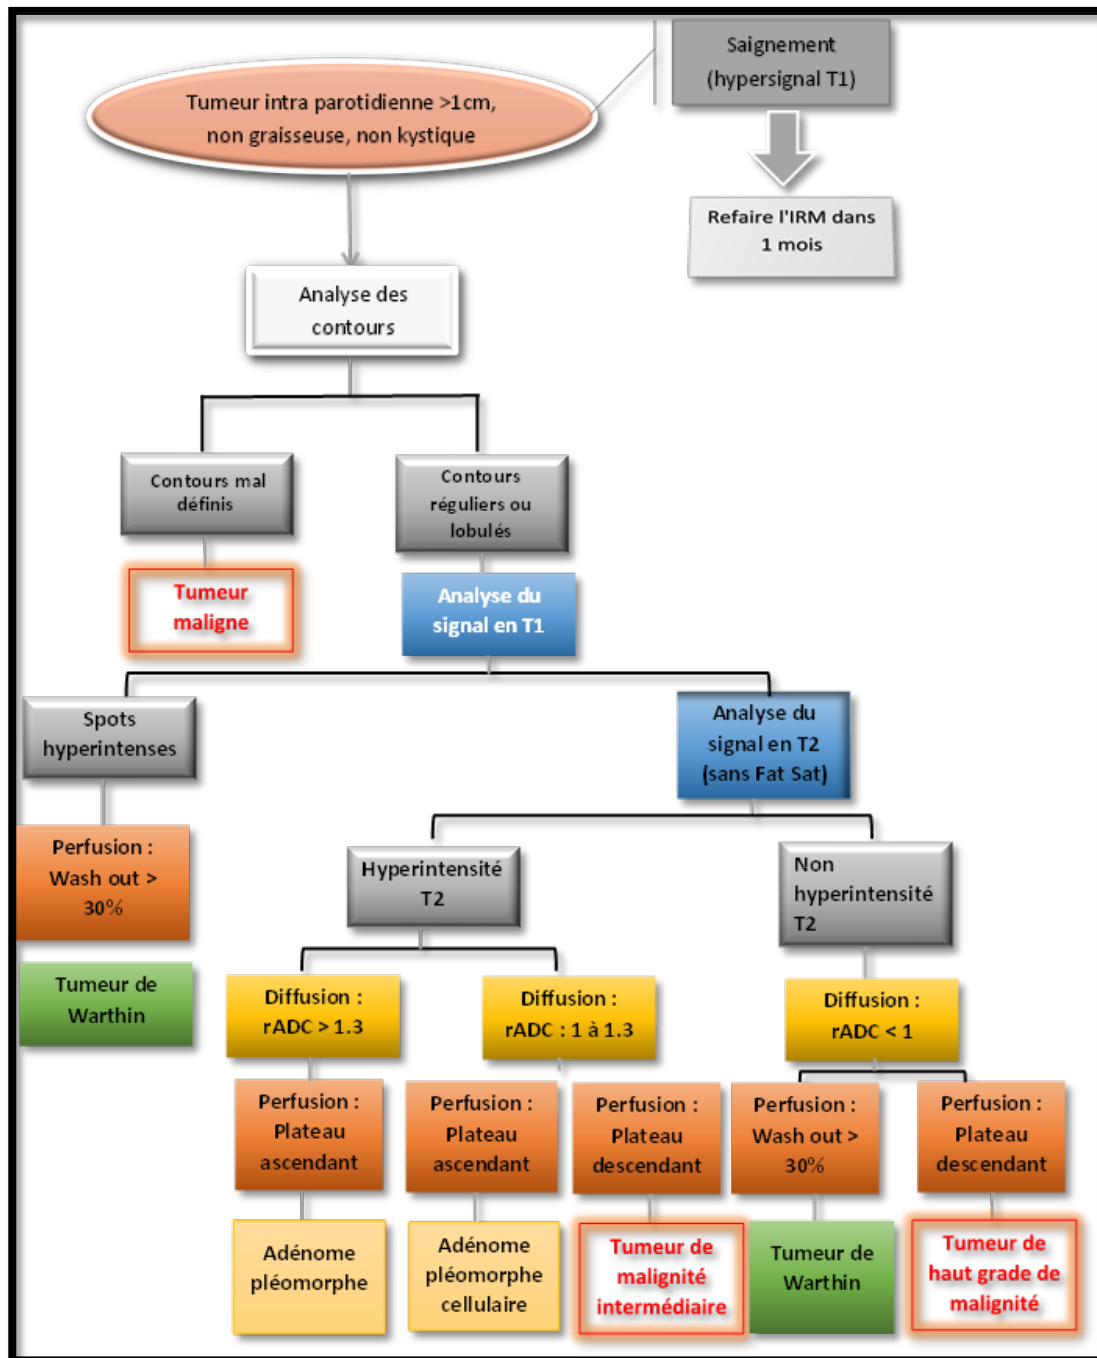 Saignement
(hypersignal T1)
Tumeur intra parotidienne >1cm,
non graisseuse, non kystique
Refaire l'IRM dans
1 mois
Analyse des
contours
Contours mal
définis
Contours
réguliers ou
lobulés
Tumeur
maligne
Analyse du
signal en T1
Spots
hyperintenses
Analyse du
signal en T2
(sans Fat Sat)
Perfusion :
Wash out >
30%
Hyperintensité
T2
Non
hyperintensité
T2
Tumeur de
Warthin
Diffusion :
rADC > 1.3
Diffusion :
rADC : 1 à 1.3
Diffusion :
rADC < 1
Perfusion :
Plateau
ascendant
Perfusion :
Plateau
ascendant
Perfusion :
Plateau
descendant
Perfusion :
Wash out >
30%
Perfusion :
Plateau
descendant
Adénome
pléomorphe
Adénome
pléomorphe
cellulaire
Tumeur de
malignité
intermédiaire
Tumeur de
Warthin
Tumeur de
haut grade de
malignité